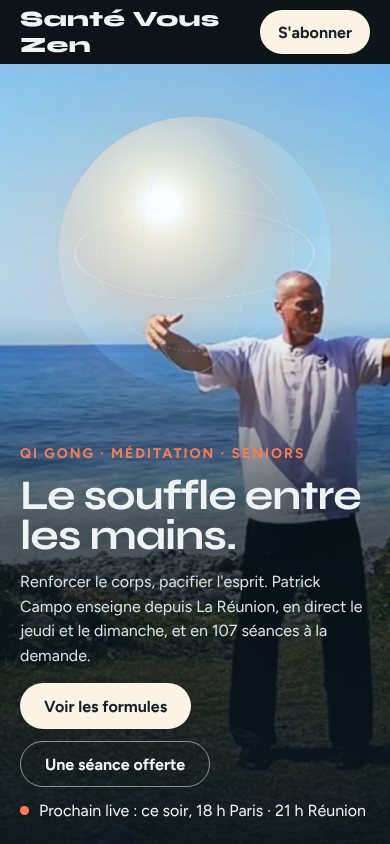 Santé Vous
Zen
S'abonner
QI GONG · MÉDITATION · SENIORS
Le souffle entre
les mains.
Renforcer le corps, pacifier l'esprit. Patrick
Campo enseigne depuis La Réunion, en direct le
jeudi et le dimanche, et en 107 séances à la
demande.
Voir les formules
Une séance offerte
Prochain live : ce soir, 18 h Paris · 21 h Réunion